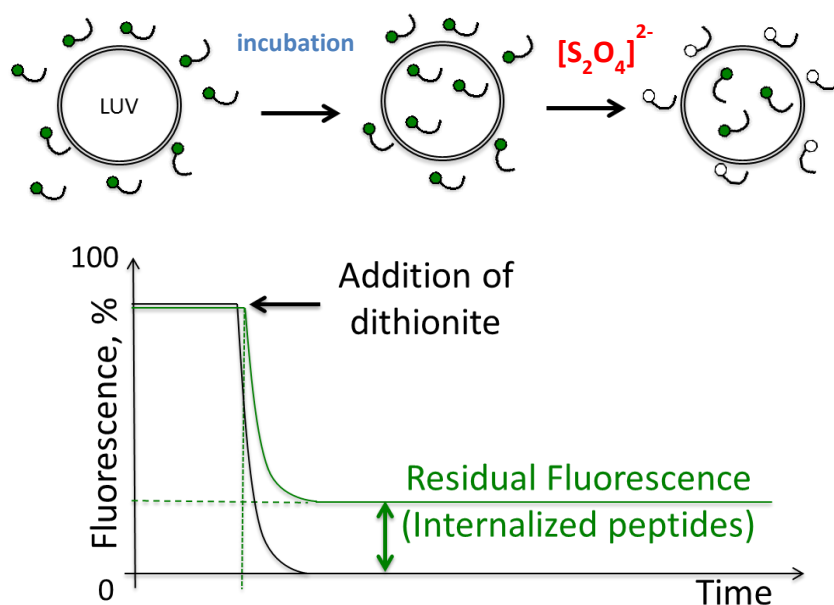 incubation
[S₂O₄]²⁻
LUV
100
Addition of
dithionite
Fluorescence, %
Residual Fluorescence
(Internalized peptides)
0
Time